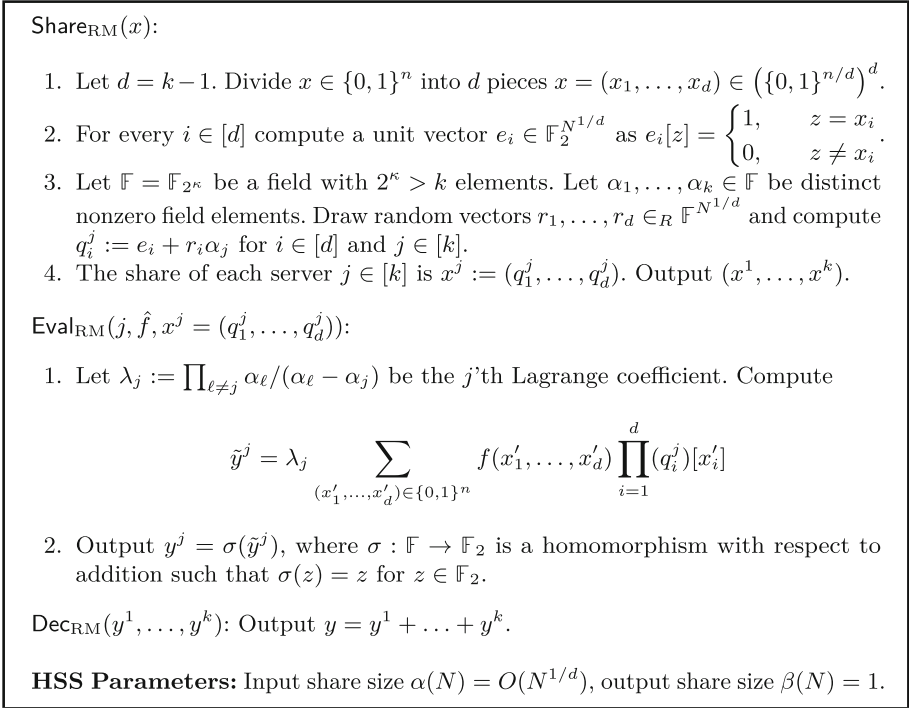 Share_RM(x):
1. Let d = k−1. Divide x ∈ {0, 1}^n into d pieces x = (x_1, . . . , x_d) ∈ ({0, 1}^{n/d})^d.
2. For every i ∈ [d] compute a unit vector e_i ∈ F_2^{N^{1/d}} as e_i[z] = { 1, z = x_i
0, z ≠ x_i .
3. Let 𝔽 = 𝔽_{2^κ} be a field with 2^κ > k elements. Let α_1, . . . , α_k ∈ 𝔽 be distinct
nonzero field elements. Draw random vectors r_1, . . . , r_d ∈_R 𝔽^{N^{1/d}} and compute
q_i^j := e_i + r_i α_j for i ∈ [d] and j ∈ [k].
4. The share of each server j ∈ [k] is x^j := (q_1^j, . . . , q_d^j). Output (x^1, . . . , x^k).
Eval_RM(j, f̂, x^j = (q_1^j, . . . , q_d^j)):
1. Let λ_j := ∏_{ℓ≠j} α_ℓ/(α_ℓ − α_j) be the j'th Lagrange coefficient. Compute
ỹ^j = λ_j ∑_{(x'_1,...,x'_d)∈{0,1}^n} f(x'_1, . . . , x'_d) ∏_{i=1}^d (q_i^j)[x'_i]
2. Output y^j = σ(ỹ^j), where σ : 𝔽 → 𝔽_2 is a homomorphism with respect to
addition such that σ(z) = z for z ∈ 𝔽_2.
Dec_RM(y^1, . . . , y^k): Output y = y^1 + . . . + y^k.
HSS Parameters: Input share size α(N) = O(N^{1/d}), output share size β(N) = 1.